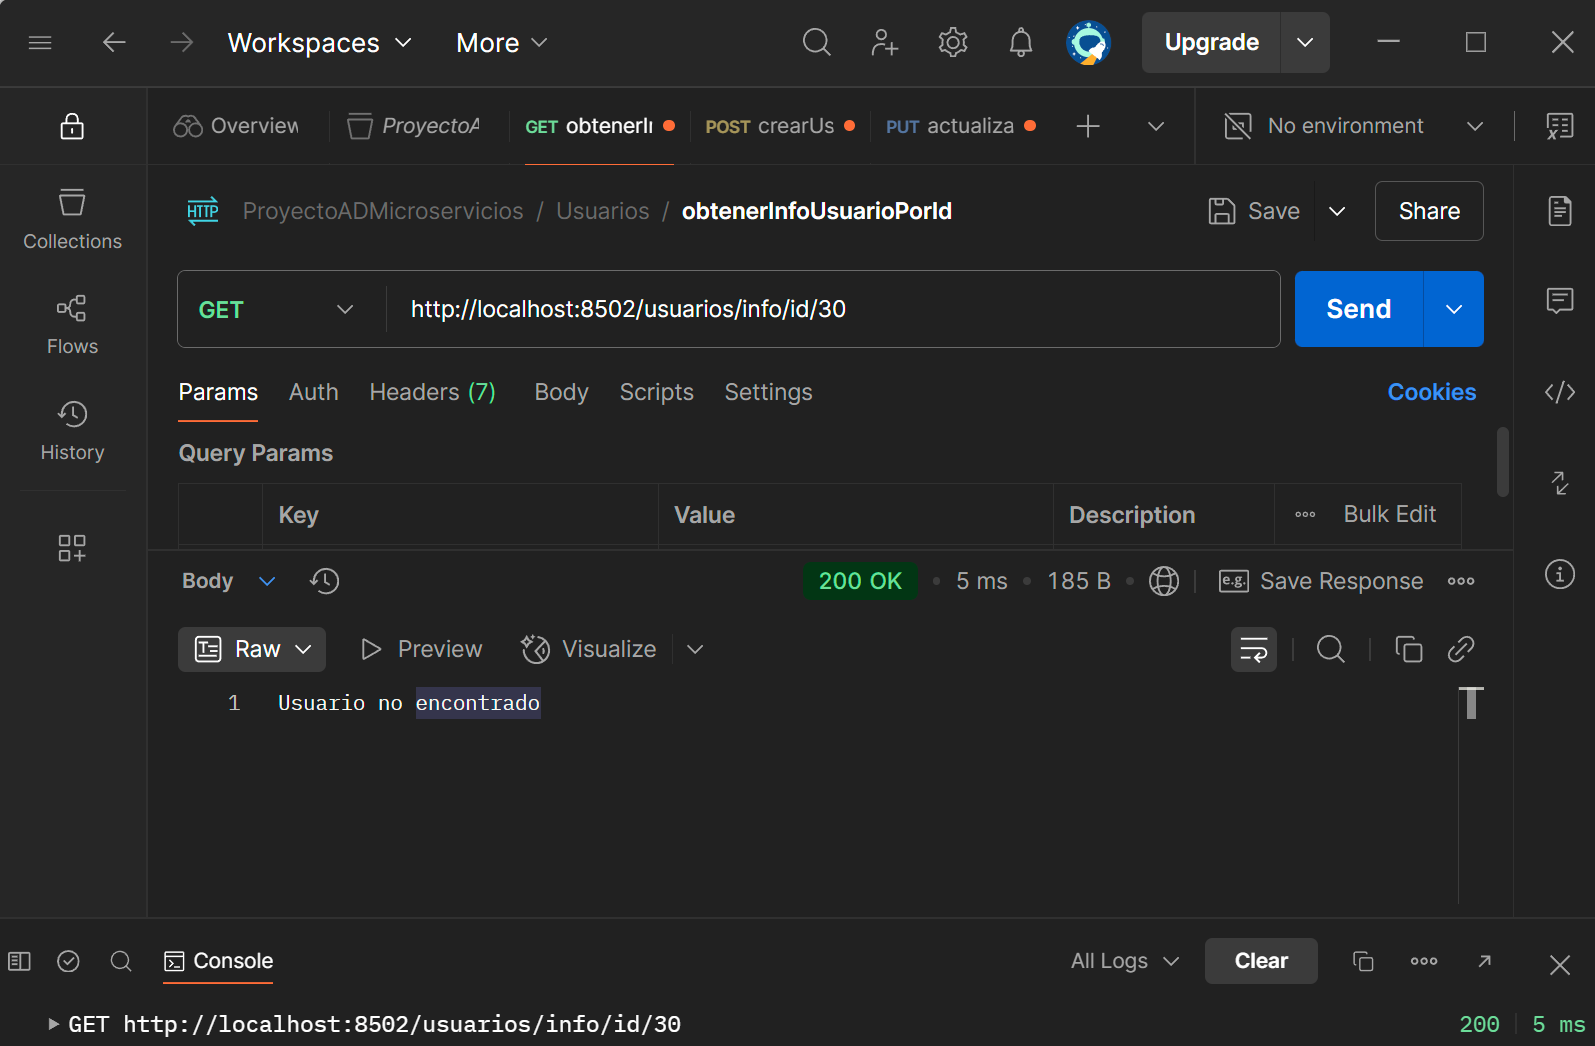 Workspaces More Upgrade
Overview ProyectoA GET obtenerI POST crearUs PUT actualiza No environment
HTTP ProyectoADMicroservicios / Usuarios / obtenerInfoUsuarioPorId Save Share
Collections
GET http://localhost:8502/usuarios/info/id/30 Send
Flows
Params Auth Headers (7) Body Scripts Settings Cookies
History
Query Params
Key Value Description Bulk Edit
Body 200 OK 5 ms 185 B e.g. Save Response
Raw Preview Visualize
1 Usuario no encontrado
Console All Logs Clear
GET http://localhost:8502/usuarios/info/id/30 200 5 ms